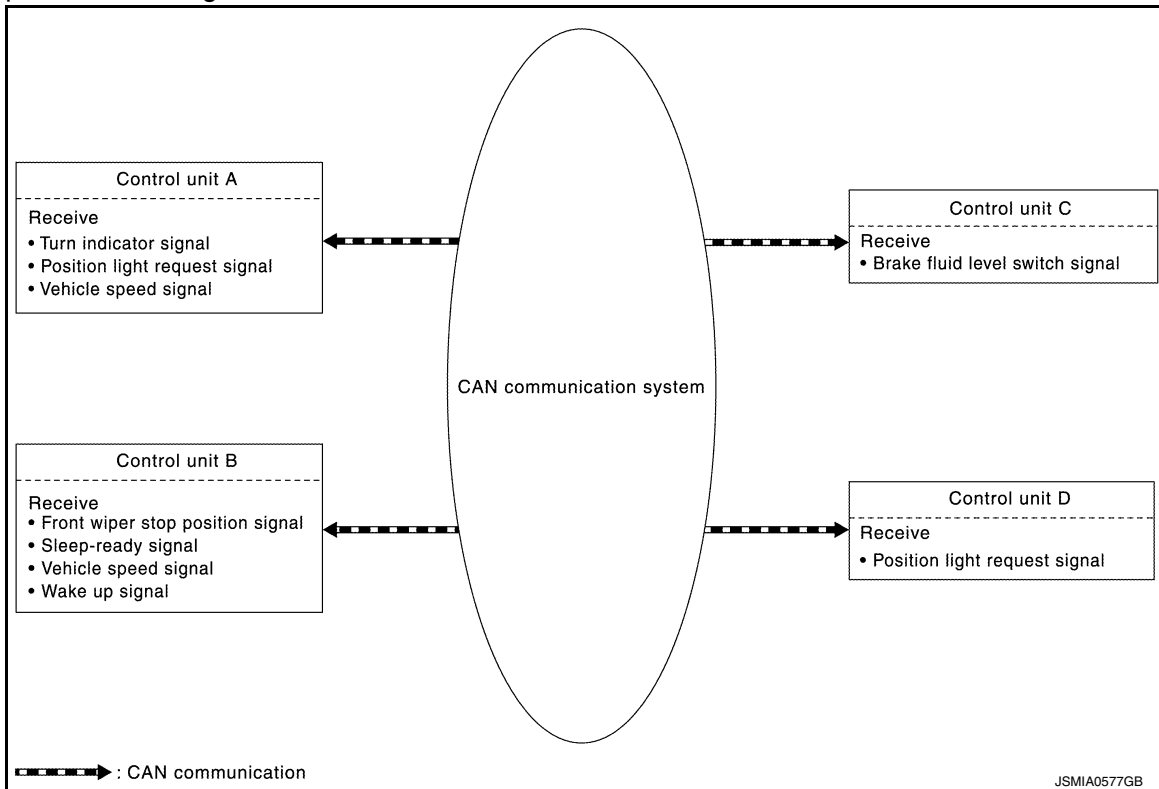 Control unit A
Receive
• Turn indicator signal
• Position light request signal
• Vehicle speed signal
Control unit B
Receive
• Front wiper stop position signal
• Sleep-ready signal
• Vehicle speed signal
• Wake up signal
CAN communication system
Control unit C
Receive
• Brake fluid level switch signal
Control unit D
Receive
• Position light request signal
: CAN communication
JSMIA0577GB